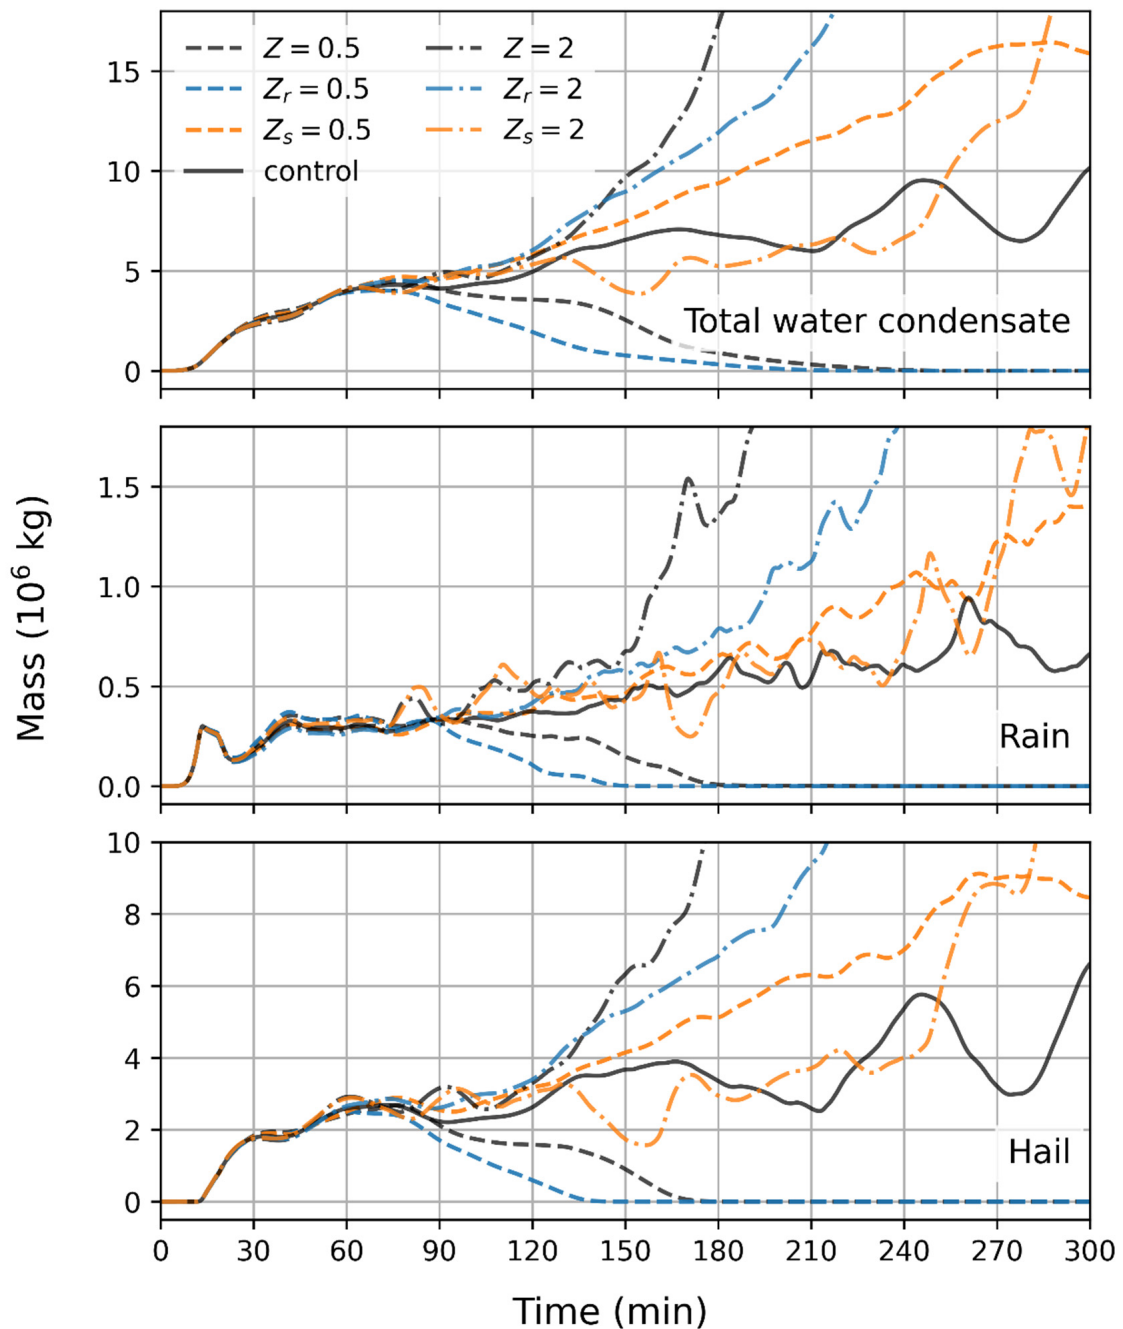 Z = 0.5 Z = 2
Zr = 0.5 Zr = 2
Zs = 0.5 Zs = 2
control
15
10
5
0
Total water condensate
Mass (10⁶ kg)
1.5
1.0
0.5
0.0
Rain
10
8
6
4
2
0
Hail
0 30 60 90 120 150 180 210 240 270 300
Time (min)